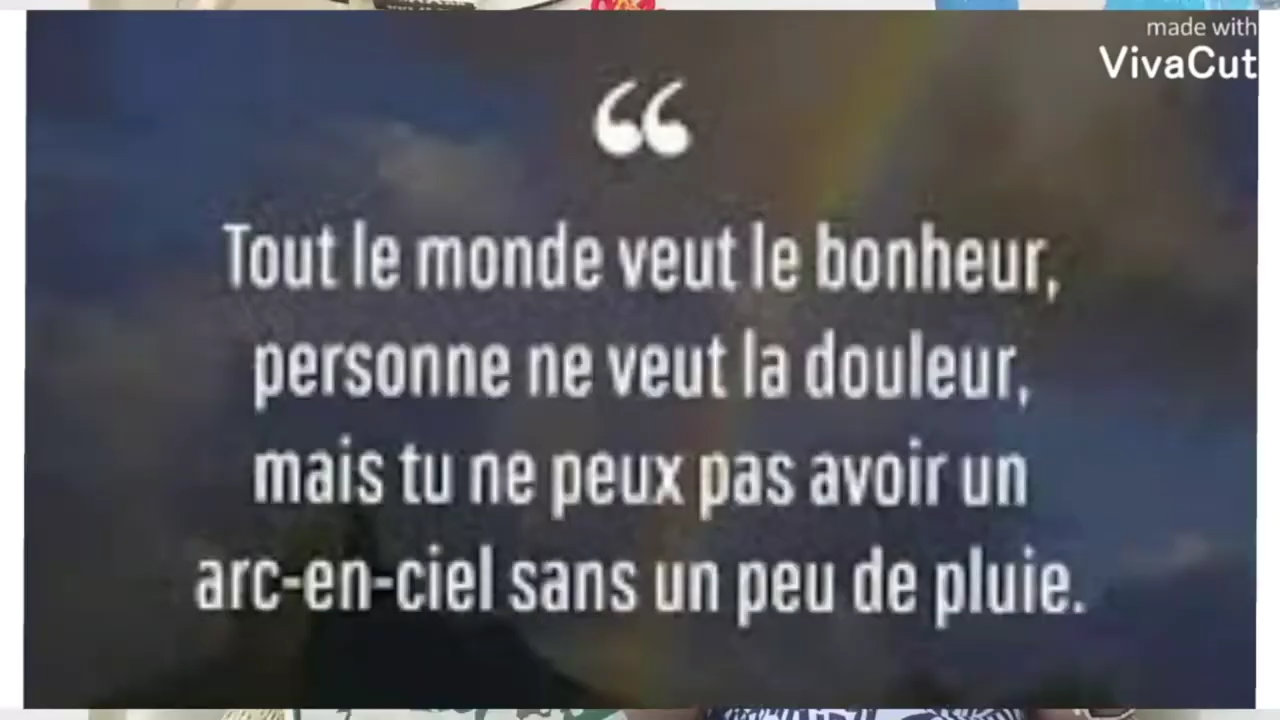 made with
VivaCut
“
Tout le monde veut le bonheur,
personne ne veut la douleur,
mais tu ne peux pas avoir un
arc-en-ciel sans un peu de pluie.